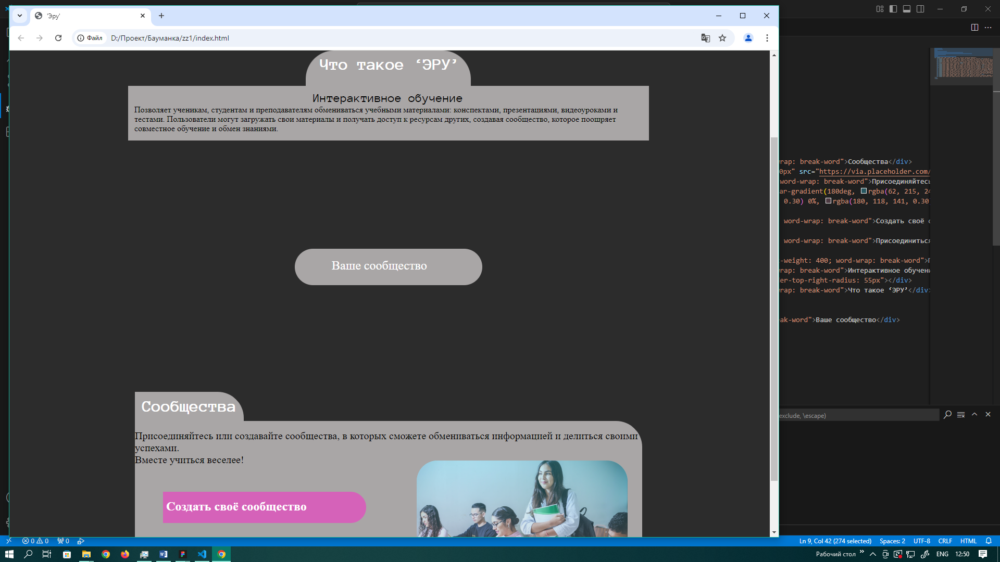 'Эру'
Файл
D:/Проект/Бауманка/zz1/index.html
Что такое ‘ЭРУ’
Интерактивное обучение
Позволяет ученикам, студентам и преподавателям обмениваться учебными материалами: конспектами, презентациями, видеоуроками и
тестами. Пользователи могут загружать свои материалы и получать доступ к ресурсам других, создавая сообщество, которое поощряет
совместное обучение и обмен знаниями.
Ваше сообщество
Сообщества
Присоединяйтесь или создавайте сообщества, в которых сможете обмениваться информацией и делиться своими
успехами.
Вместе учиться веселее!
Создать своё сообщество
rap: break-word">Сообщества</div>
0px" src="https://via.placeholder.com/
word-wrap: break-word">Присоединяйтесь
ar-gradient(180deg, rgba(62, 215, 24
0.30) 0%, rgba(180, 118, 141, 0.30
word-wrap: break-word">Создать своё
word-wrap: break-word">Присоединиться
-weight: 400; word-wrap: break-word">
rap: break-word">Интерактивное обучени
er-top-right-radius: 55px"></div>
rap: break-word">Что такое ‘ЭРУ’</div>
eak-word">Ваше сообщество</div>
exclude, \escape)
0 0 0
Ln 9, Col 42 (274 selected) Spaces: 2 UTF-8 CRLF HTML
Рабочий стол ENG 12:50